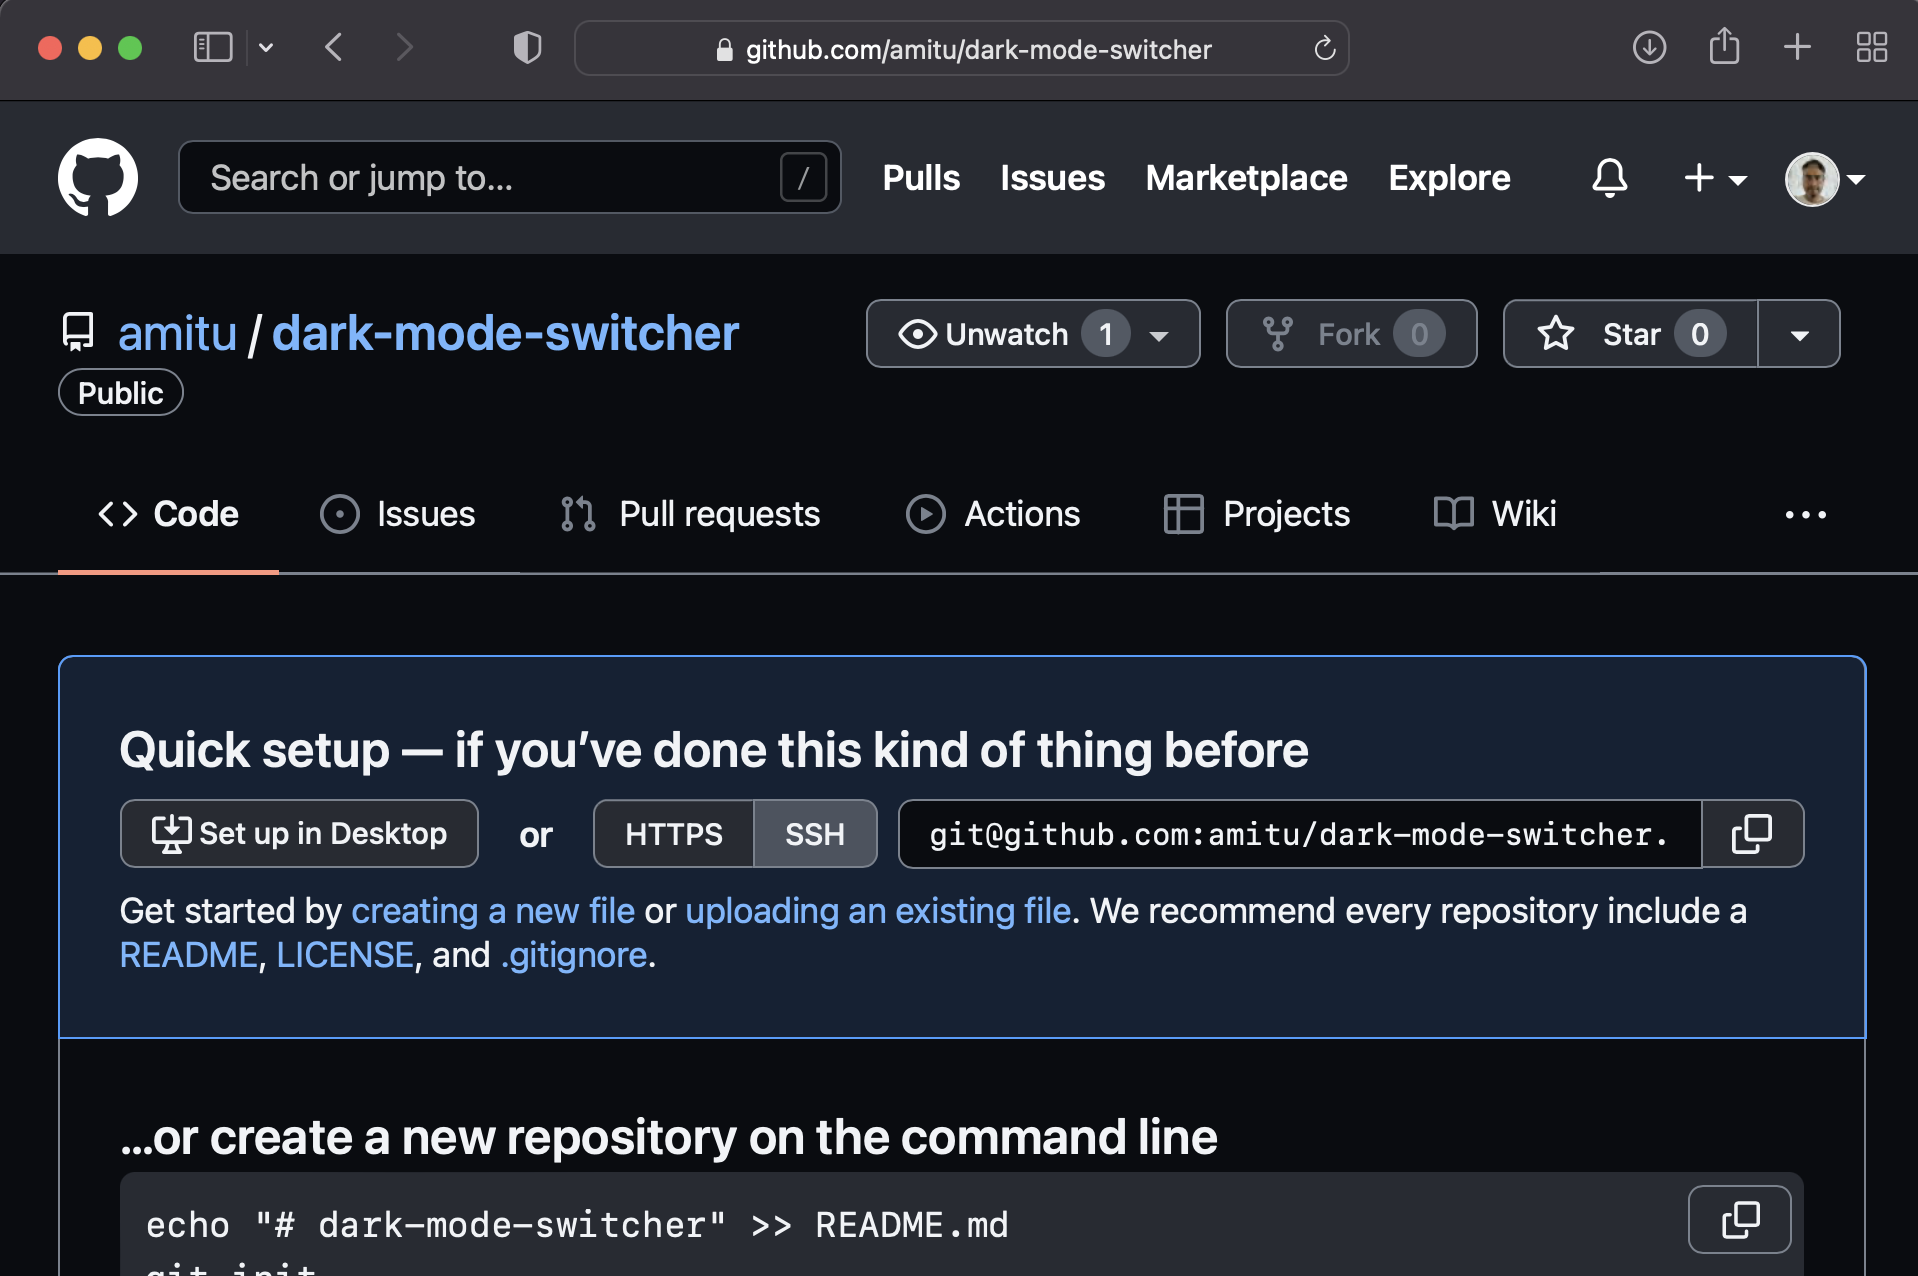 github.com/amitu/dark-mode-switcher
Search or jump to... /
Pulls Issues Marketplace Explore
amitu / dark-mode-switcher
Unwatch 1
Fork 0
Star 0
Public
Code Issues Pull requests Actions Projects Wiki
Quick setup — if you’ve done this kind of thing before
Set up in Desktop or HTTPS SSH git@github.com:amitu/dark-mode-switcher.
Get started by creating a new file or uploading an existing file. We recommend every repository include a
README, LICENSE, and .gitignore.
…or create a new repository on the command line
echo "# dark-mode-switcher" >> README.md
git init